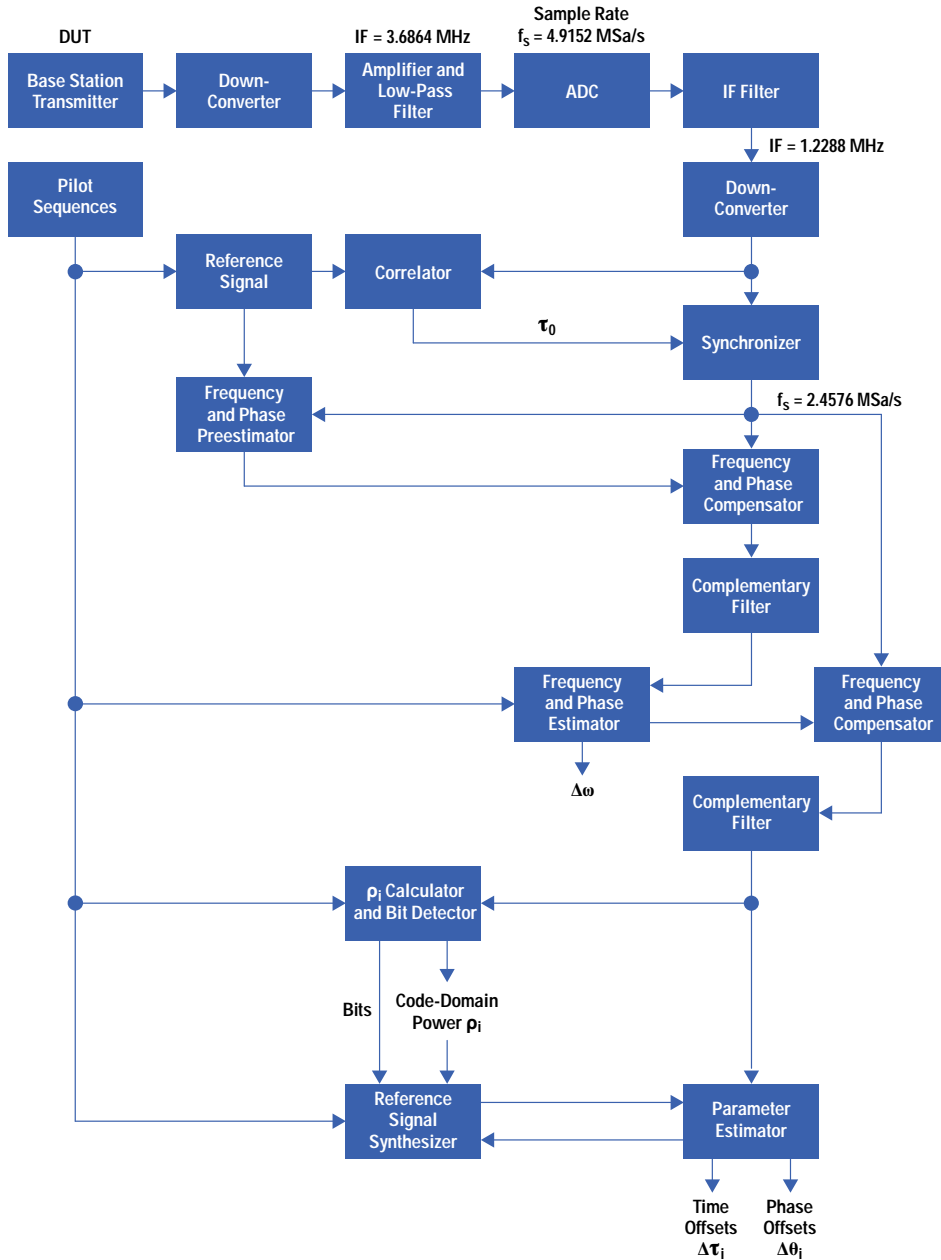 Sample Rate
DUT
IF = 3.6864 MHz
fs = 4.9152 MSa/s
Base Station
Transmitter
Down-
Converter
Amplifier and
Low-Pass
Filter
ADC
IF Filter
IF = 1.2288 MHz
Pilot
Sequences
Down-
Converter
Reference
Signal
Correlator
τ0
Synchronizer
Frequency
and Phase
Preestimator
fs = 2.4576 MSa/s
Frequency
and Phase
Compensator
Complementary
Filter
Frequency
and Phase
Estimator
Frequency
and Phase
Compensator
Δω
Complementary
Filter
ρi Calculator
and Bit Detector
Bits
Code-Domain
Power ρi
Reference
Signal
Synthesizer
Parameter
Estimator
Time
Offsets
Δτi
Phase
Offsets
Δθi